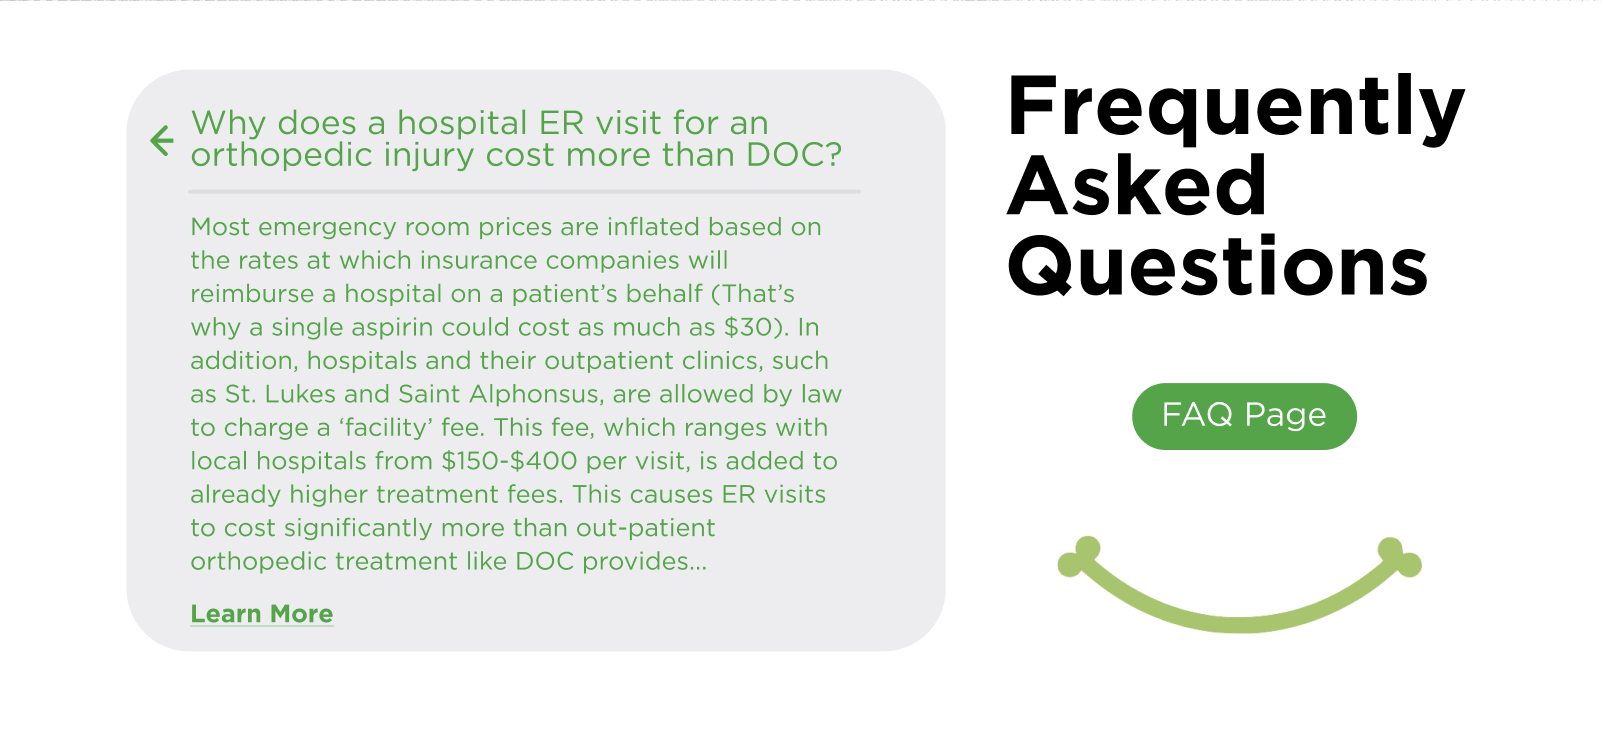 Why does a hospital ER visit for an
orthopedic injury cost more than DOC?
Most emergency room prices are inflated based on
the rates at which insurance companies will
reimburse a hospital on a patient’s behalf (That’s
why a single aspirin could cost as much as $30). In
addition, hospitals and their outpatient clinics, such
as St. Lukes and Saint Alphonsus, are allowed by law
to charge a ‘facility’ fee. This fee, which ranges with
local hospitals from $150-$400 per visit, is added to
already higher treatment fees. This causes ER visits
to cost significantly more than out-patient
orthopedic treatment like DOC provides...
Learn More
Frequently
Asked
Questions
FAQ Page